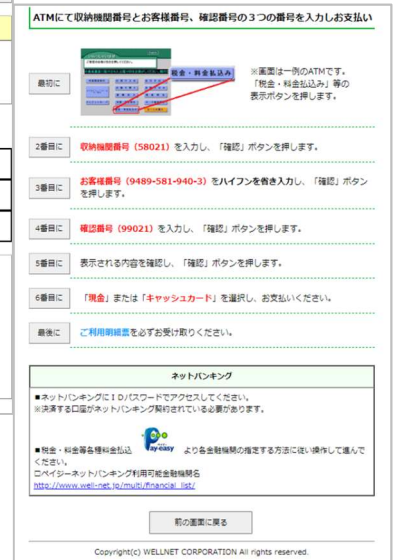 ATMにて収納機関番号とお客様番号、確認番号の3つの番号を入力しお支払い
最初に
税金・料金払込み
※画面は一例のATMです。
「税金・料金払込み」等の
表示ボタンを押します。
2番目に
収納機関番号（58021）を入力し、「確認」ボタンを押します。
3番目に
お客様番号（9489-581-940-3）をハイフンを省き入力し、「確認」ボタン
を押します。
4番目に
確認番号（99021）を入力し、「確認」ボタンを押します。
5番目に
表示される内容を確認し、「確認」ボタンを押します。
6番目に
「現金」または「キャッシュカード」を選択し、お支払いください。
最後に
ご利用明細票を必ずお受け取りください。
ネットバンキング
■ネットバンキングにＩＤパスワードでアクセスしてください。
※決済する口座がネットバンキング契約されている必要があります。
■税金・料金等各種料金払込 Pay-easy より各金融機関の指定する方法に従い操作して進んで
ください。
□ペイジーネットバンキング利用可能金融機関名
http://www.well-net.jp/multi/financial_list/
前の画面に戻る
Copyright(c) WELLNET CORPORATION All rights reserved.